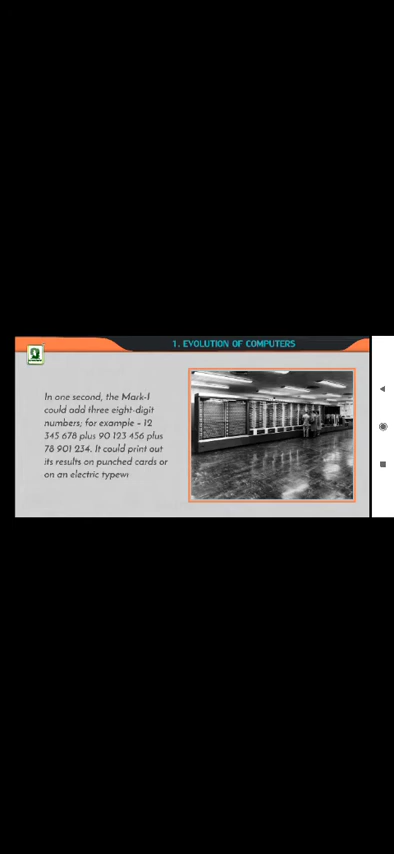 1. EVOLUTION OF COMPUTERS
In one second, the Mark-I
could add three eight-digit
numbers; for example - 12
345 678 plus 90 123 456 plus
78 901 234. It could print out
its results on punched cards or
on an electric typewr